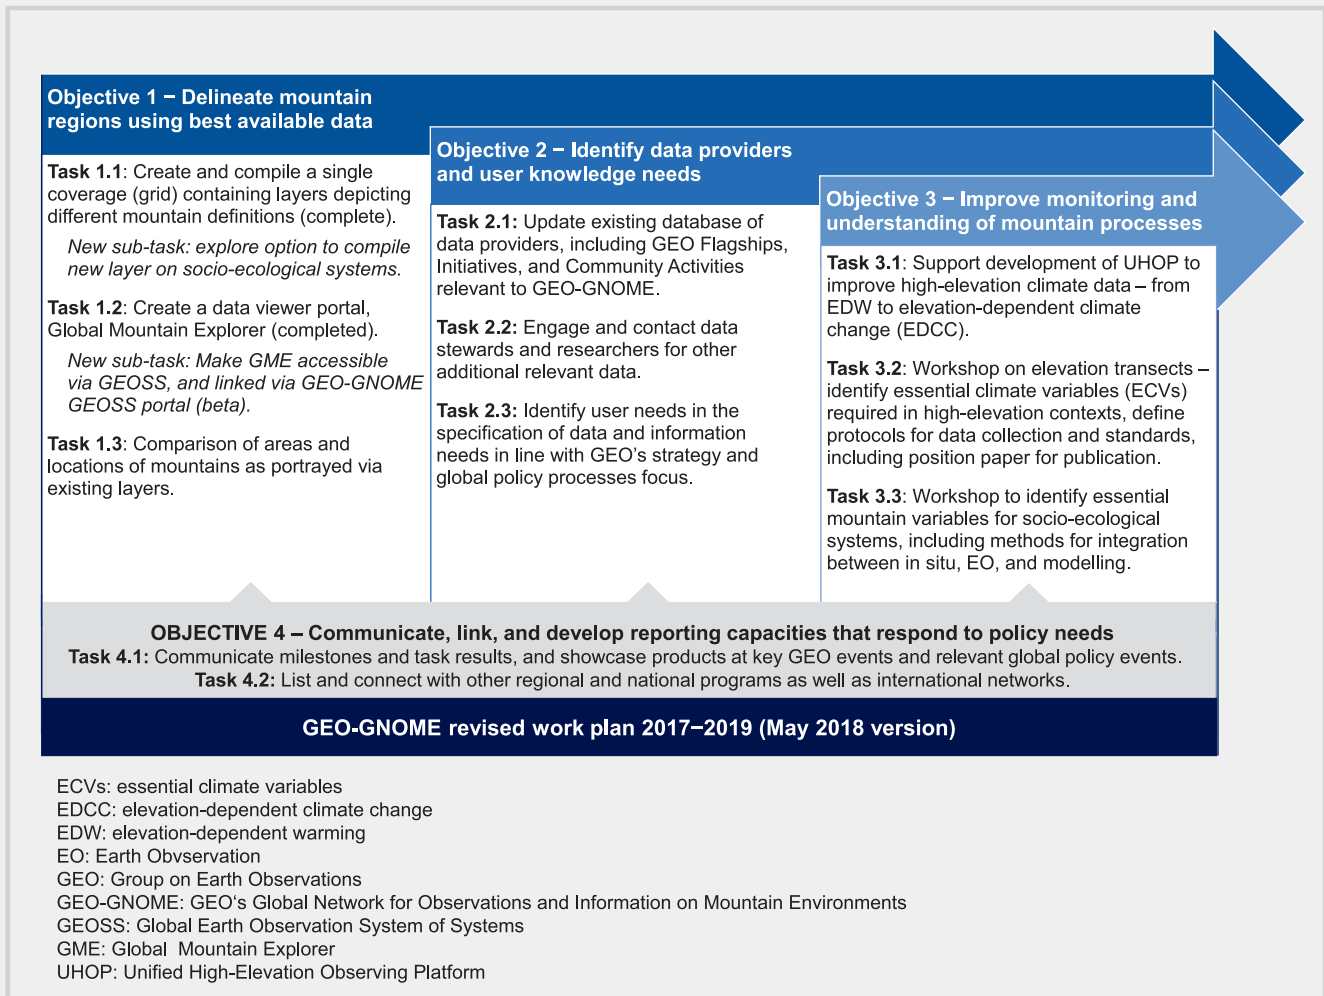 Objective 1 – Delineate mountain
regions using best available data
Task 1.1: Create and compile a single
coverage (grid) containing layers depicting
different mountain definitions (complete).
New sub-task: explore option to compile
new layer on socio-ecological systems.
Task 1.2: Create a data viewer portal,
Global Mountain Explorer (completed).
New sub-task: Make GME accessible
via GEOSS, and linked via GEO-GNOME
GEOSS portal (beta).
Task 1.3: Comparison of areas and
locations of mountains as portrayed via
existing layers.
Objective 2 – Identify data providers
and user knowledge needs
Task 2.1: Update existing database of
data providers, including GEO Flagships,
Initiatives, and Community Activities
relevant to GEO-GNOME.
Task 2.2: Engage and contact data
stewards and researchers for other
additional relevant data.
Task 2.3: Identify user needs in the
specification of data and information
needs in line with GEO's strategy and
global policy processes focus.
Objective 3 – Improve monitoring and
understanding of mountain processes
Task 3.1: Support development of UHOP to
improve high-elevation climate data – from
EDW to elevation-dependent climate
change (EDCC).
Task 3.2: Workshop on elevation transects –
identify essential climate variables (ECVs)
required in high-elevation contexts, define
protocols for data collection and standards,
including position paper for publication.
Task 3.3: Workshop to identify essential
mountain variables for socio-ecological
systems, including methods for integration
between in situ, EO, and modelling.
OBJECTIVE 4 – Communicate, link, and develop reporting capacities that respond to policy needs
Task 4.1: Communicate milestones and task results, and showcase products at key GEO events and relevant global policy events.
Task 4.2: List and connect with other regional and national programs as well as international networks.
GEO-GNOME revised work plan 2017–2019 (May 2018 version)
ECVs: essential climate variables
EDCC: elevation-dependent climate change
EDW: elevation-dependent warming
EO: Earth Obvservation
GEO: Group on Earth Observations
GEO-GNOME: GEO‘s Global Network for Observations and Information on Mountain Environments
GEOSS: Global Earth Observation System of Systems
GME: Global  Mountain Explorer
UHOP: Unified High-Elevation Observing Platform